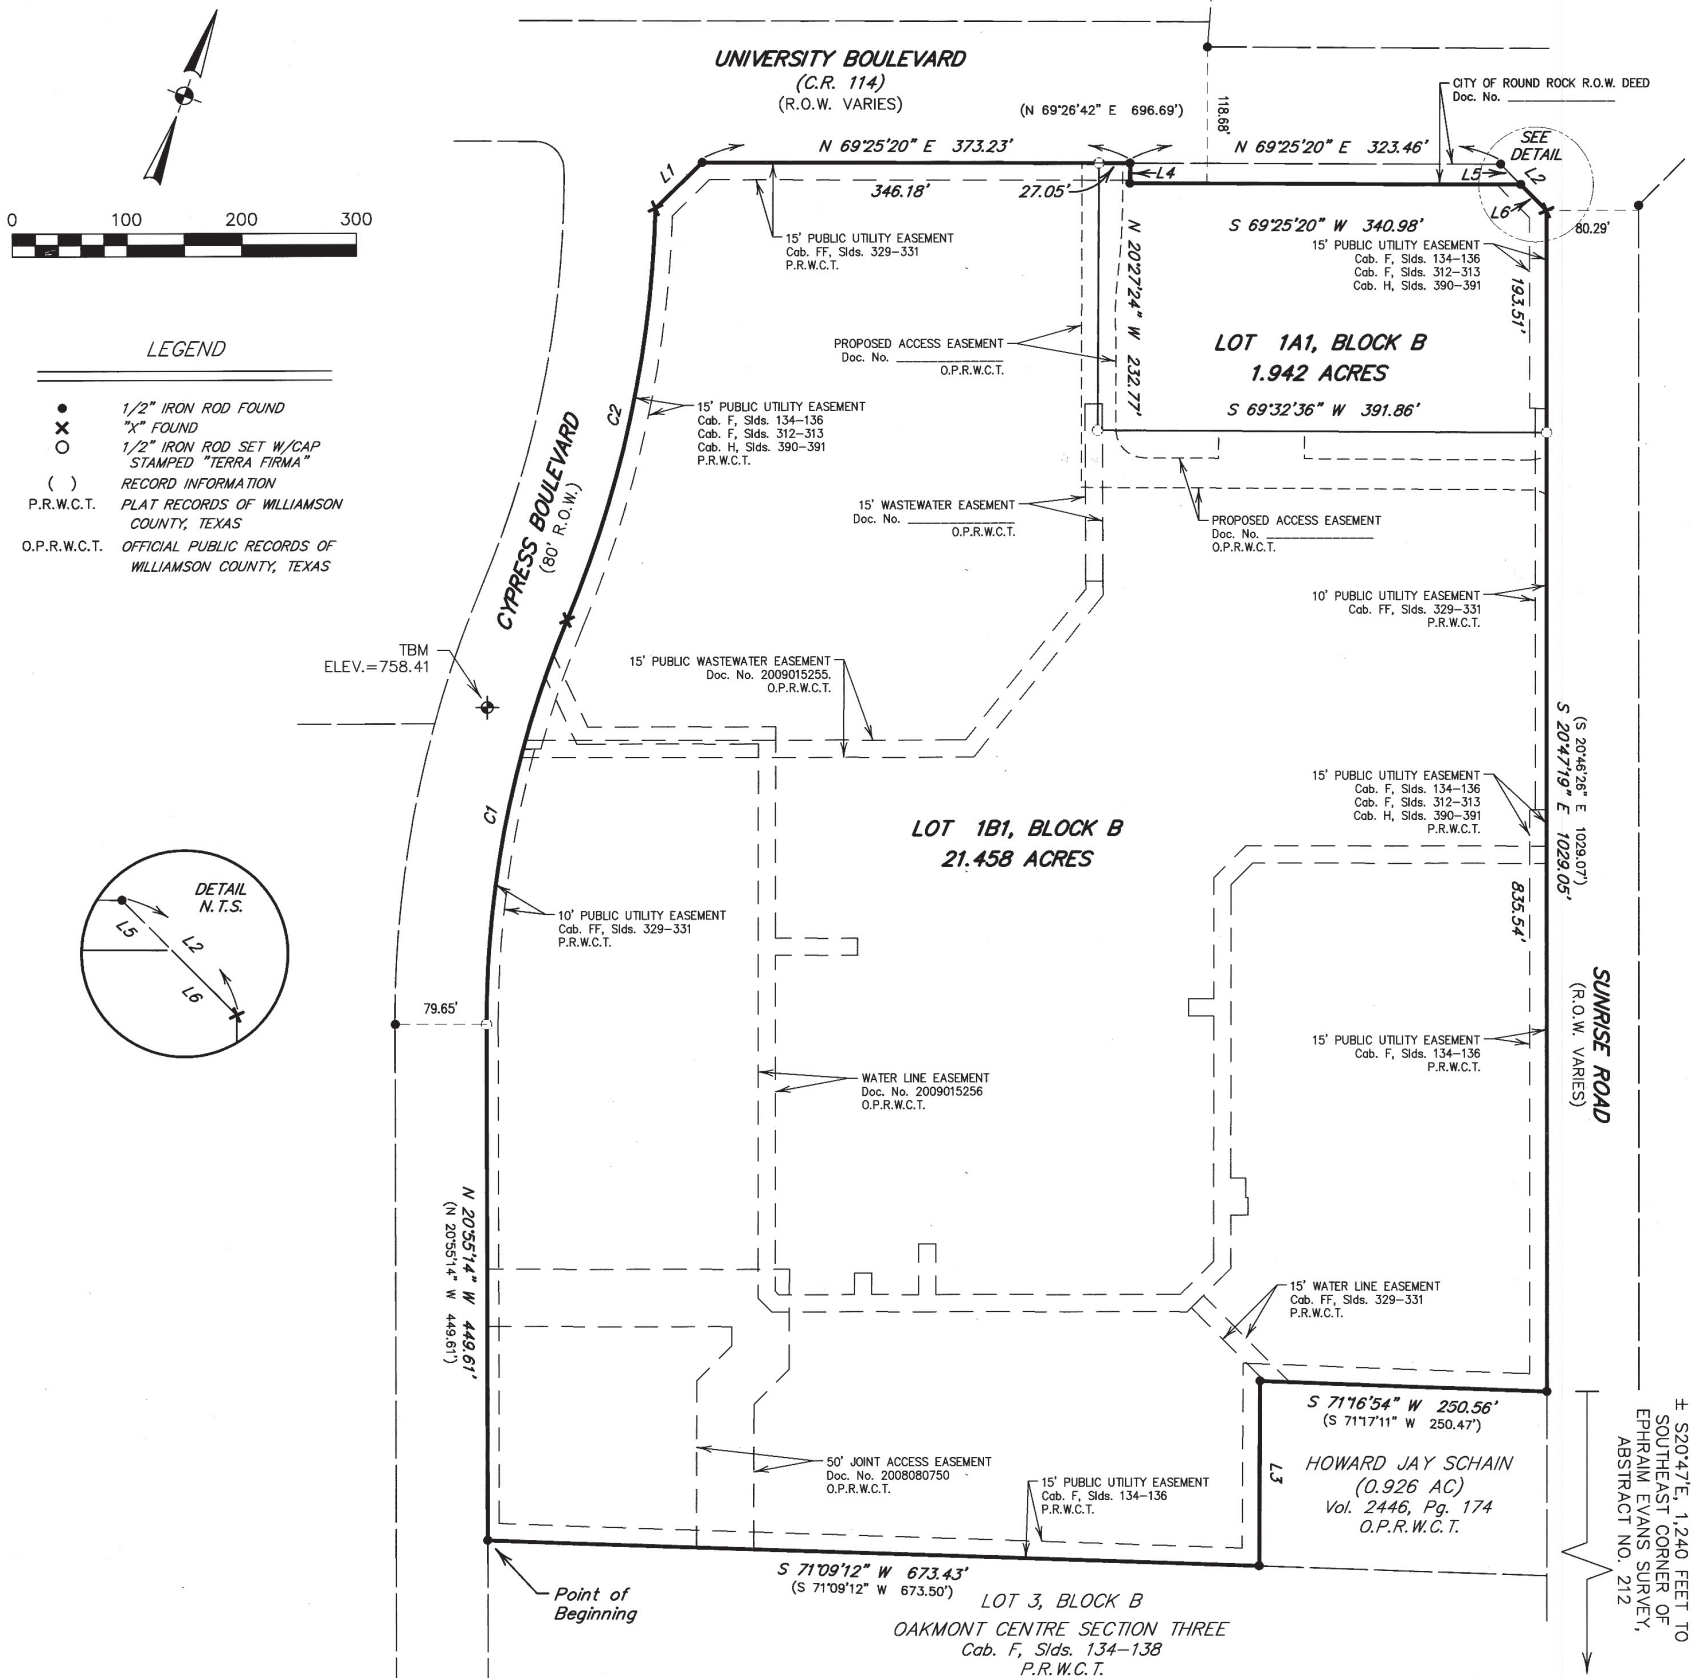 UNIVERSITY BOULEVARD
(C.R. 114)
(R.O.W. VARIES)
(N 69°26'42" E 696.69')
118.68'
CITY OF ROUND ROCK R.O.W. DEED
Doc. No. ____________
SEE
DETAIL
L1
N 69°25'20" E 373.23'
N 69°25'20" E 323.46'
L4
L5
L2
L6
346.18'
27.05'
S 69°25'20" W 340.98'
80.29'
0 100 200 300
15' PUBLIC UTILITY EASEMENT
Cab. FF, Slds. 329-331
P.R.W.C.T.
15' PUBLIC UTILITY EASEMENT
Cab. F, Slds. 134-136
Cab. F, Slds. 312-313
Cab. H, Slds. 390-391
193.51'
N 20°27'24" W 232.77'
PROPOSED ACCESS EASEMENT
Doc. No. ____________
O.P.R.W.C.T.
LOT 1A1, BLOCK B
1.942 ACRES
S 69°32'36" W 391.86'
LEGEND
1/2" IRON ROD FOUND
"X" FOUND
1/2" IRON ROD SET W/CAP
STAMPED "TERRA FIRMA"
( ) RECORD INFORMATION
P.R.W.C.T. PLAT RECORDS OF WILLIAMSON
COUNTY, TEXAS
O.P.R.W.C.T. OFFICIAL PUBLIC RECORDS OF
WILLIAMSON COUNTY, TEXAS
C2
15' PUBLIC UTILITY EASEMENT
Cab. F, Slds. 134-136
Cab. F, Slds. 312-313
Cab. H, Slds. 390-391
P.R.W.C.T.
CYPRESS BOULEVARD
(80' R.O.W.)
15' WASTEWATER EASEMENT
Doc. No. ____________
O.P.R.W.C.T.
PROPOSED ACCESS EASEMENT
Doc. No. ____________
O.P.R.W.C.T.
10' PUBLIC UTILITY EASEMENT
Cab. FF, Slds. 329-331
P.R.W.C.T.
TBM
ELEV.=758.41
15' PUBLIC WASTEWATER EASEMENT
Doc. No. 2009015255
O.P.R.W.C.T.
(S 20°46'26" E 1029.07')
S 20°47'19" E 1029.05'
15' PUBLIC UTILITY EASEMENT
Cab. F, Slds. 134-136
Cab. F, Slds. 312-313
Cab. H, Slds. 390-391
P.R.W.C.T.
C1
LOT 1B1, BLOCK B
21.458 ACRES
835.54'
DETAIL
N.T.S.
L5
L2
L6
10' PUBLIC UTILITY EASEMENT
Cab. FF, Slds. 329-331
P.R.W.C.T.
79.65'
SUNRISE ROAD
(R.O.W. VARIES)
15' PUBLIC UTILITY EASEMENT
Cab. F, Slds. 134-136
P.R.W.C.T.
WATER LINE EASEMENT
Doc. No. 2009015256
O.P.R.W.C.T.
N 20°55'14" W 449.61'
(N 20°55'14" W 449.61')
15' WATER LINE EASEMENT
Cab. FF, Slds. 329-331
P.R.W.C.T.
S 71°16'54" W 250.56'
(S 71°17'11" W 250.47')
L3
HOWARD JAY SCHAIN
(0.926 AC)
Vol. 2446, Pg. 174
O.P.R.W.C.T.
± S20°47'E, 1,240 FEET TO
SOUTHEAST CORNER OF
EPHRAIM EVANS SURVEY,
ABSTRACT NO. 212
50' JOINT ACCESS EASEMENT
Doc. No. 2008080750
O.P.R.W.C.T.
15' PUBLIC UTILITY EASEMENT
Cab. F, Slds. 134-136
P.R.W.C.T.
S 71°09'12" W 673.43'
(S 71°09'12" W 673.50')
Point of
Beginning
LOT 3, BLOCK B
OAKMONT CENTRE SECTION THREE
Cab. F, Slds. 134-138
P.R.W.C.T.